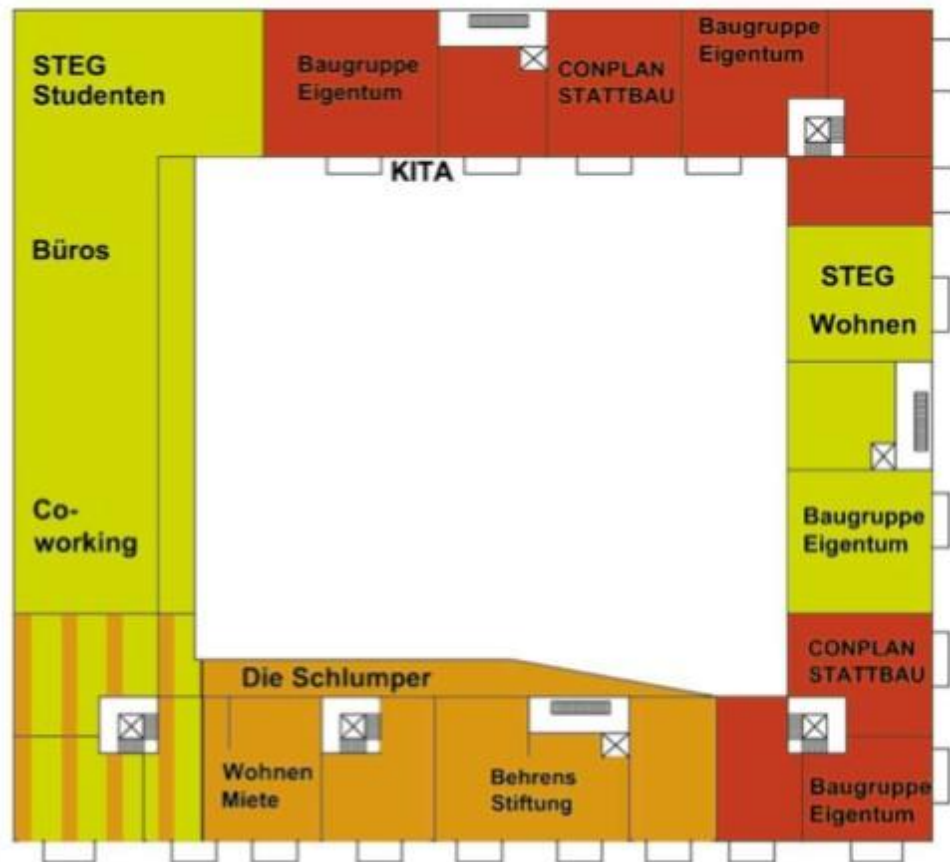 STEG
Studenten
Baugruppe
Eigentum
CONPLAN
STATTBAU
Baugruppe
Eigentum
KITA
Büros
STEG
Wohnen
Co-
working
Baugruppe
Eigentum
CONPLAN
STATTBAU
Die Schlumper
Wohnen
Miete
Behrens
Stiftung
Baugruppe
Eigentum